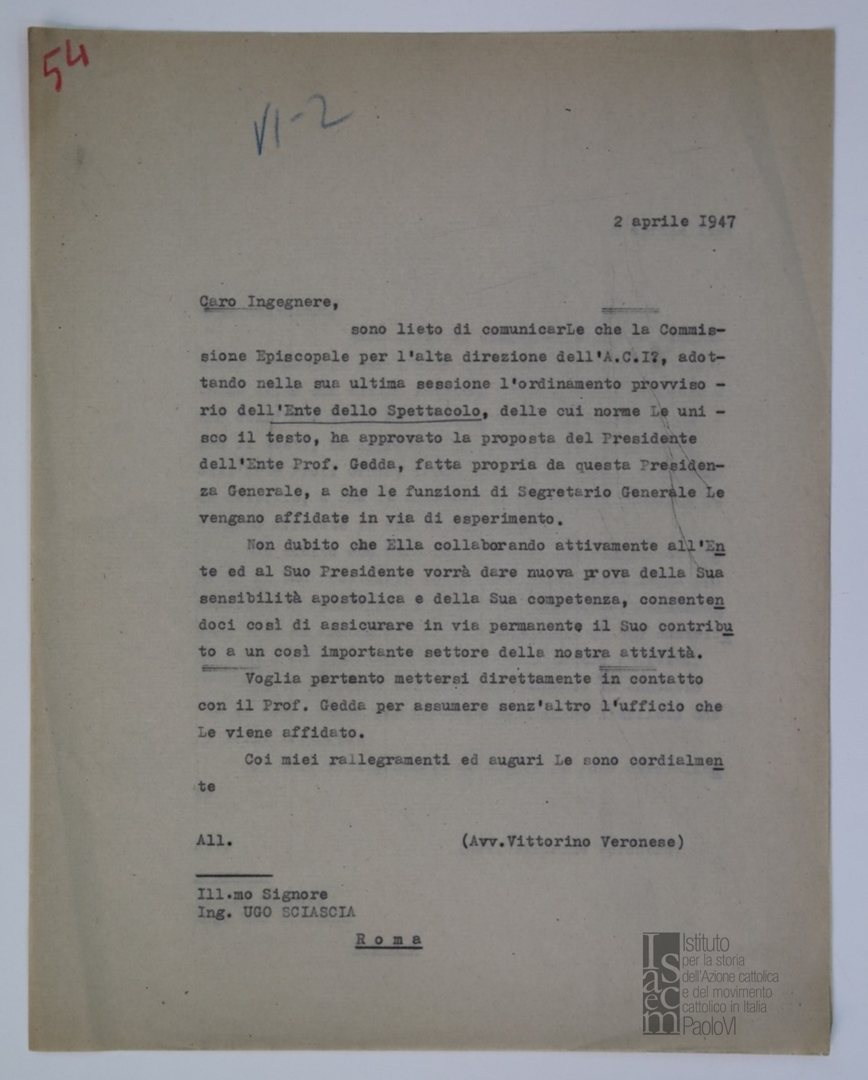 54
VI-2
2 aprile 1947
Caro Ingegnere,
sono lieto di comunicarLe che la Commis-
sione Episcopale per l'alta direzione dell'A.C.I?, adot-
tando nella sua ultima sessione l'ordinamento provviso -
rio dell'Ente dello Spettacolo, delle cui norme Le uni -
sco il testo, ha approvato la proposta del Presidente
dell'Ente Prof. Gedda, fatta propria da questa Presiden-
za Generale, a che le funzioni di Segretario Generale Le
vengano affidate in via di esperimento.
Non dubito che Ella collaborando attivamente all'En
te ed al Suo Presidente vorrà dare nuova prova della Sua
sensibilità apostolica e della Sua competenza, consenten
doci così di assicurare in via permanente il Suo contribu
to a un così importante settore della nostra attività.
Voglia pertanto mettersi direttamente in contatto
con il Prof. Gedda per assumere senz'altro l'ufficio che
Le viene affidato.
Coi miei rallegramenti ed auguri Le sono cordialmen
te
All. (Avv.Vittorino Veronese)
Ill.mo Signore
Ing. UGO SCIASCIA
Roma
Isacem
Istituto
per la storia
dell'Azione cattolica
e del movimento
cattolico in Italia
PaoloVI